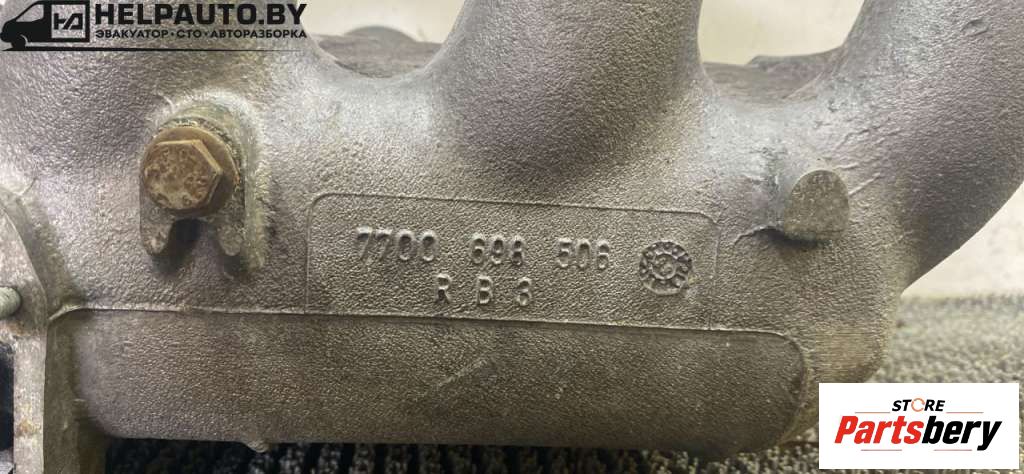 HELPAUTO.BY
ЭВАКУАТОР·СТО·АВТОРАЗБОРКА
7700 698 506
R B 3
STORE
Partsbery